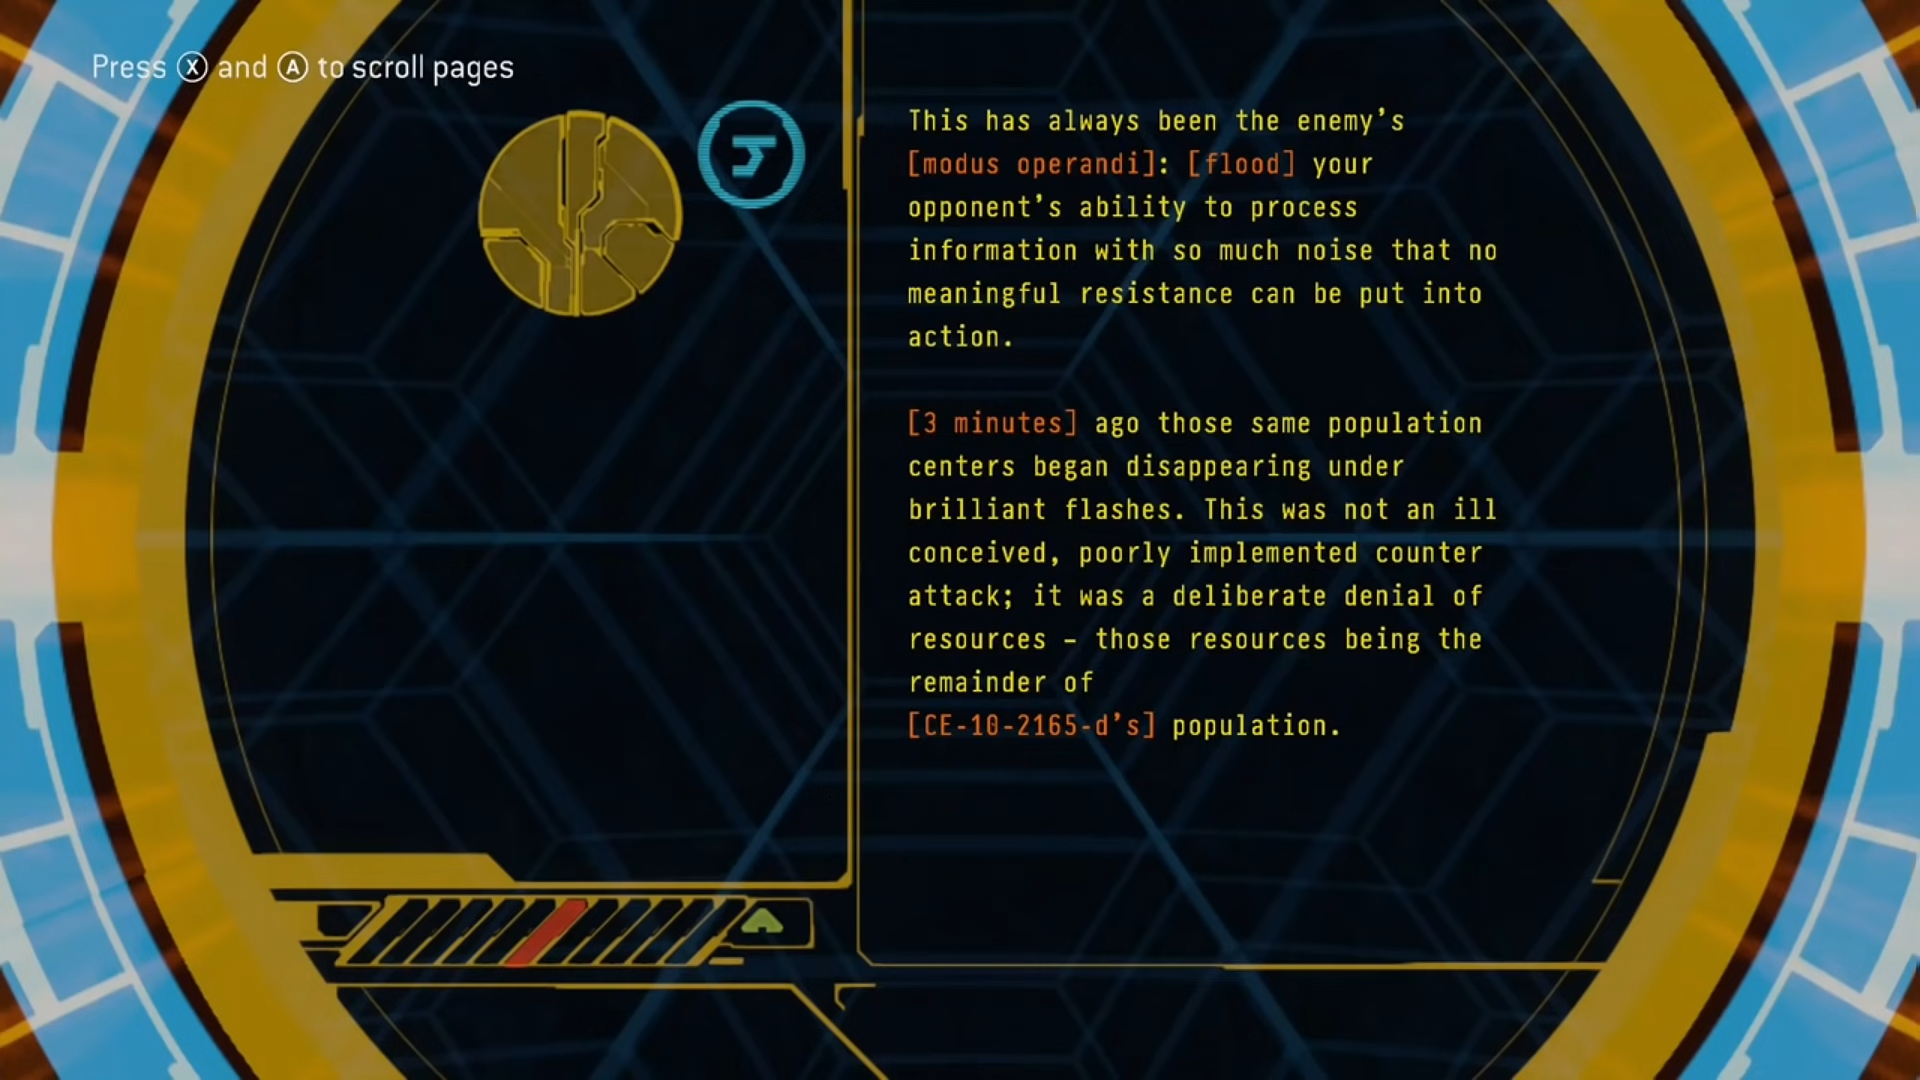 Press X and A to scroll pages
This has always been the enemy’s
[modus operandi]: [flood] your
opponent’s ability to process
information with so much noise that no
meaningful resistance can be put into
action.
[3 minutes] ago those same population
centers began disappearing under
brilliant flashes. This was not an ill
conceived, poorly implemented counter
attack; it was a deliberate denial of
resources – those resources being the
remainder of
[CE-10-2165-d’s] population.